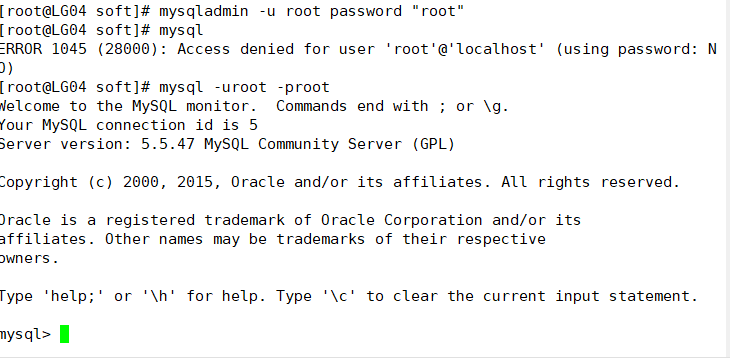 [root@LG04 soft]# mysqladmin -u root password "root"
[root@LG04 soft]# mysql
ERROR 1045 (28000): Access denied for user 'root'@'localhost' (using password: N
O)
[root@LG04 soft]# mysql -uroot -proot
Welcome to the MySQL monitor.  Commands end with ; or \g.
Your MySQL connection id is 5
Server version: 5.5.47 MySQL Community Server (GPL)

Copyright (c) 2000, 2015, Oracle and/or its affiliates. All rights reserved.

Oracle is a registered trademark of Oracle Corporation and/or its
affiliates. Other names may be trademarks of their respective
owners.

Type 'help;' or '\h' for help. Type '\c' to clear the current input statement.

mysql>